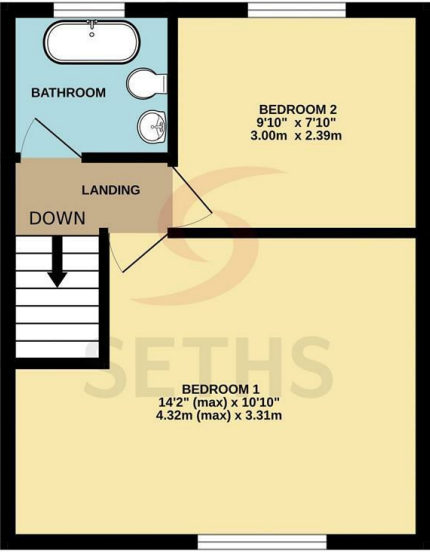 BATHROOM
BEDROOM 2
9'10" x 7'10"
3.00m x 2.39m
LANDING
DOWN
SETHS
BEDROOM 1
14'2" (max) x 10'10"
4.32m (max) x 3.31m